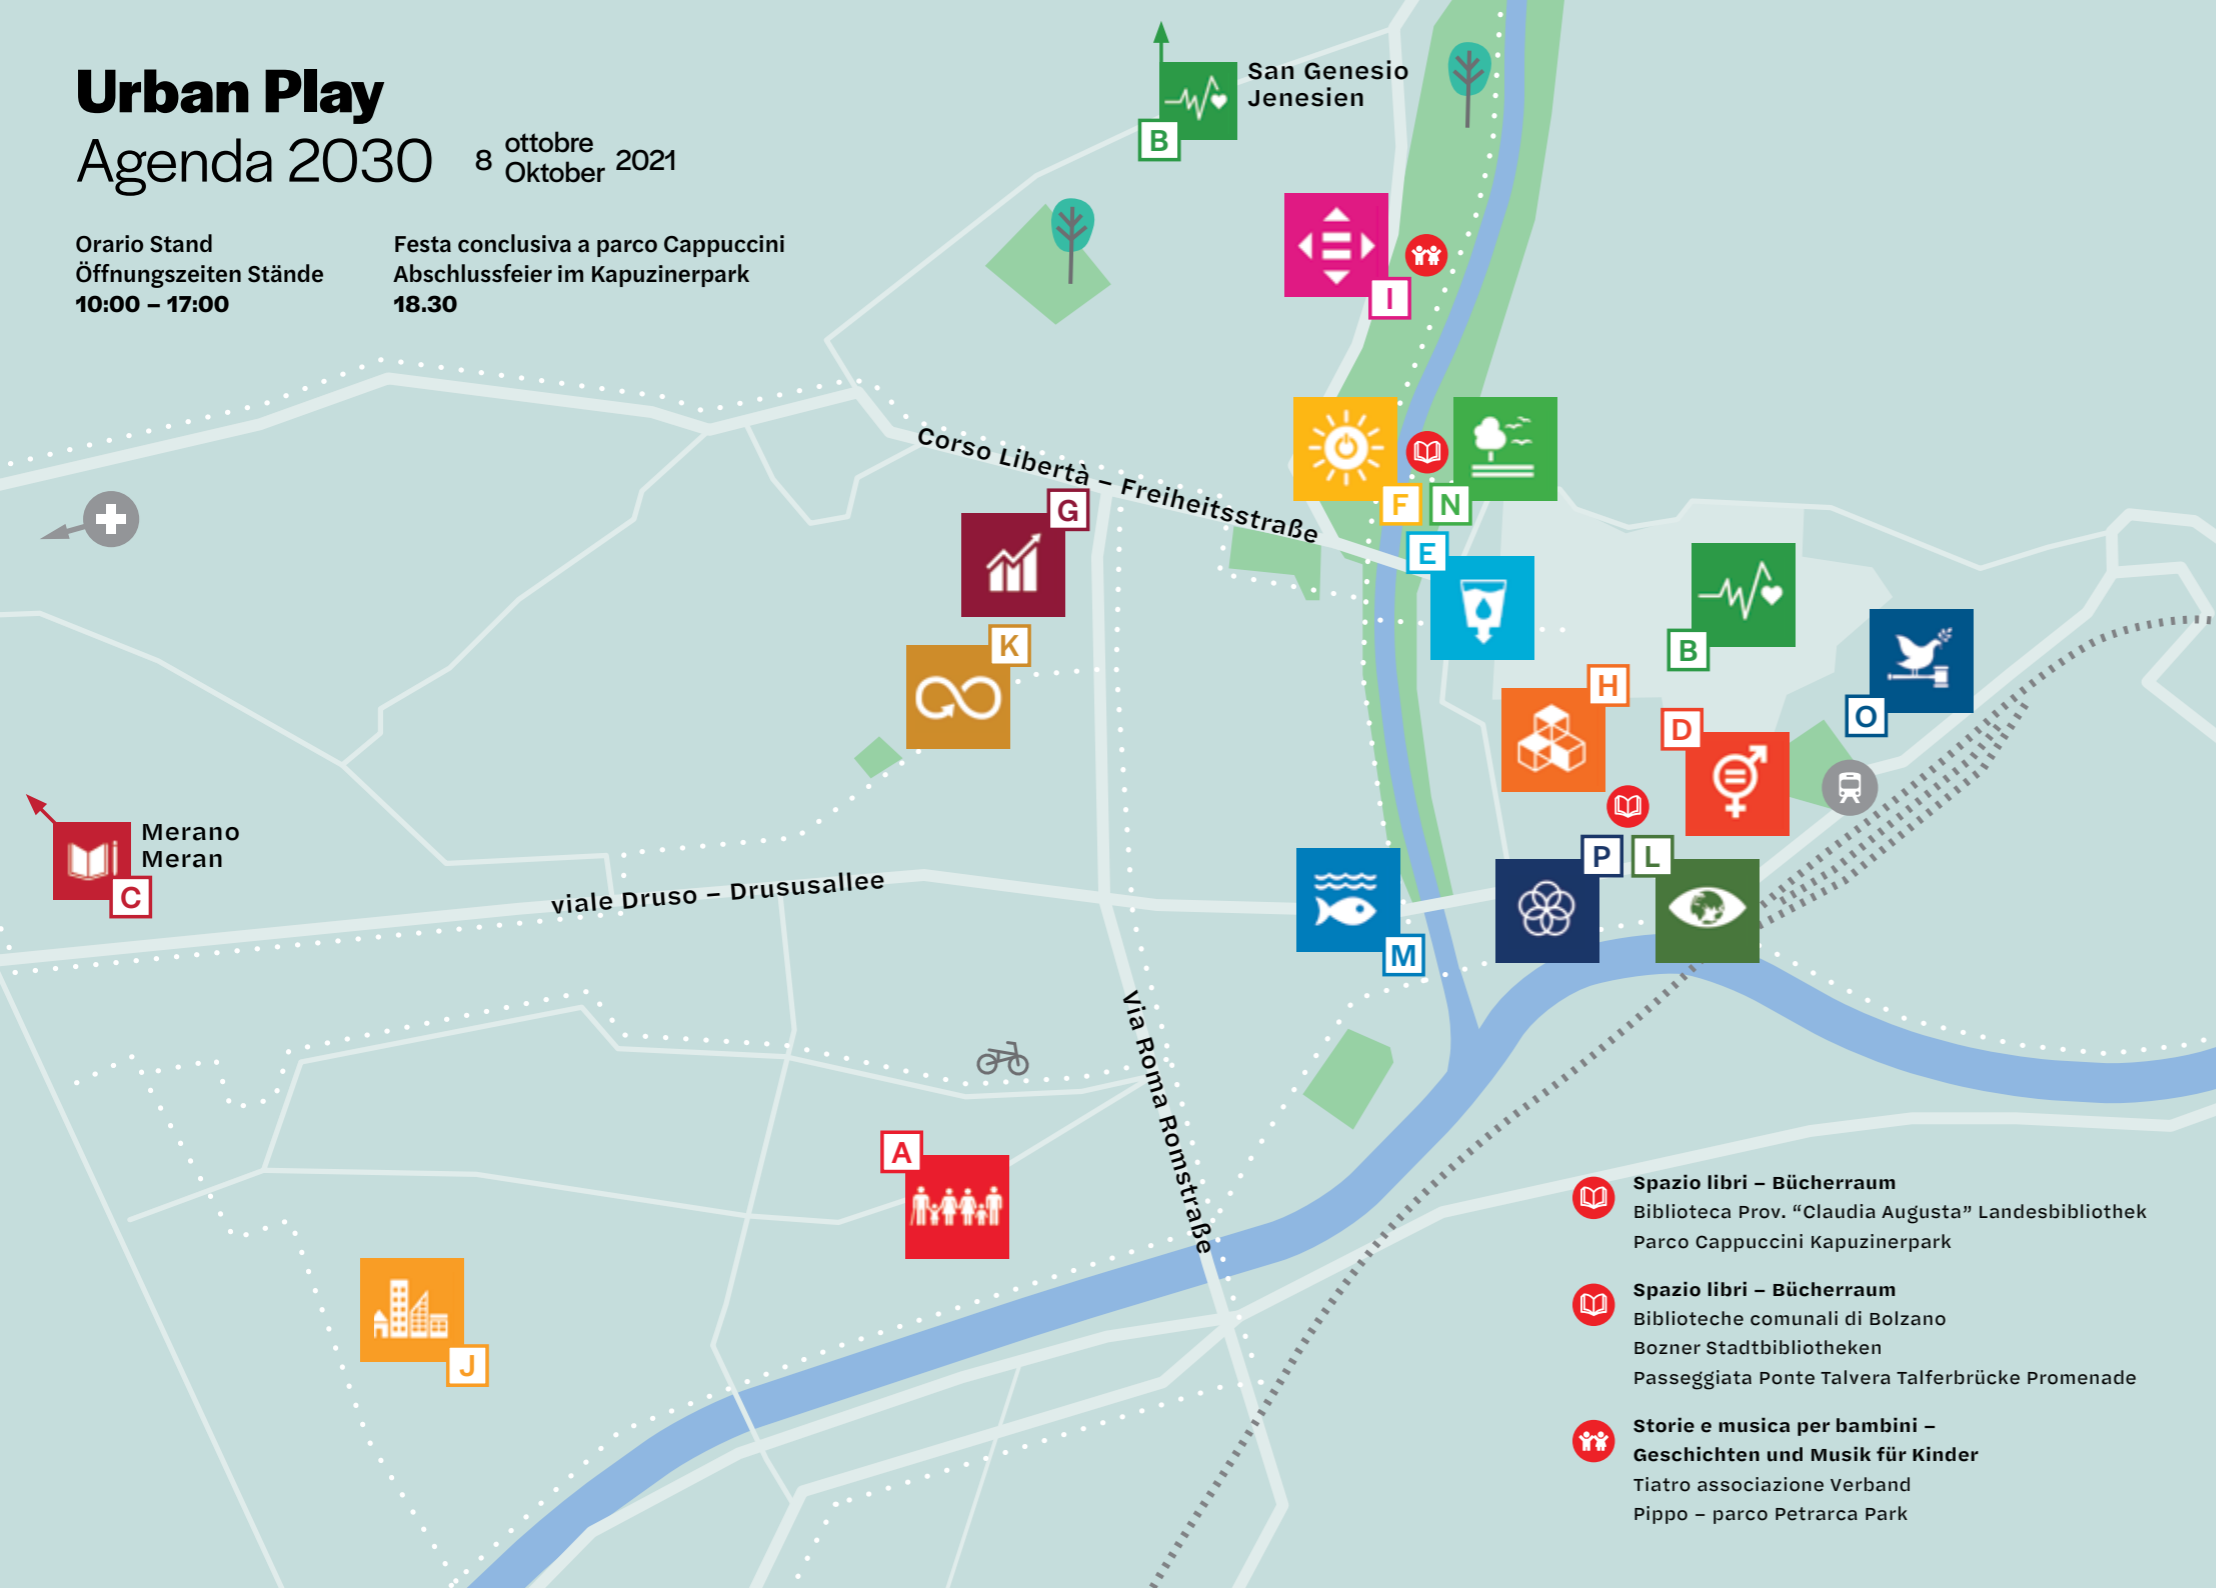 Urban Play
Agenda 2030
8 ottobre Oktober 2021
Orario Stand
Öffnungszeiten Stände
10:00 – 17:00
Festa conclusiva a parco Cappuccini
Abschlussfeier im Kapuzinerpark
18.30
San Genesio
Jenesien
B
I
Corso Libertà – Freiheitsstraße
F
N
G
E
K
B
H
D
O
Merano
Meran
C
viale Druso – Drususallee
P
L
M
Via Roma Romstraße
A
J
Spazio libri – Bücherraum
Biblioteca Prov. “Claudia Augusta” Landesbibliothek
Parco Cappuccini Kapuzinerpark
Spazio libri – Bücherraum
Biblioteche comunali di Bolzano
Bozner Stadtbibliotheken
Passeggiata Ponte Talvera Talferbrücke Promenade
Storie e musica per bambini –
Geschichten und Musik für Kinder
Tiatro associazione Verband
Pippo – parco Petrarca Park